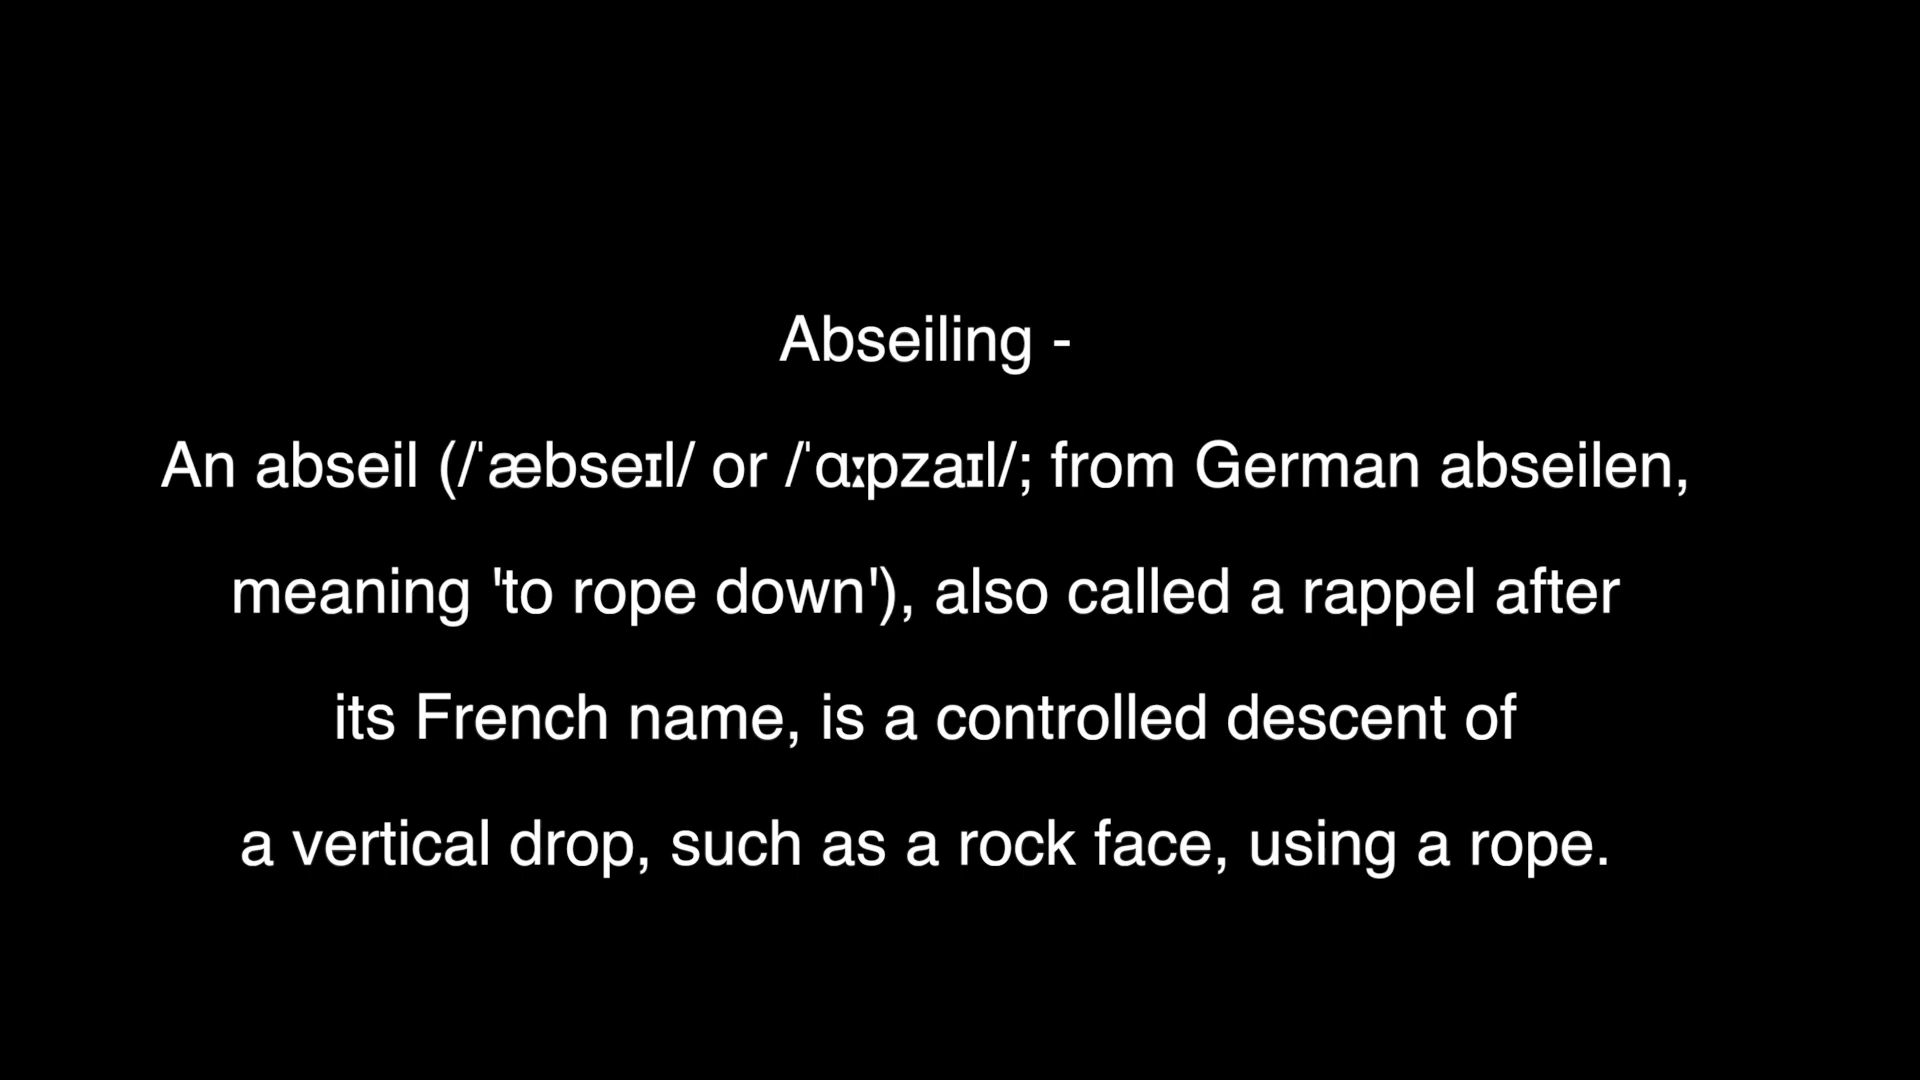 Abseiling -
An abseil (/ˈæbseɪl/ or /ˈɑːpzaɪl/; from German abseilen,
meaning 'to rope down'), also called a rappel after
its French name, is a controlled descent of
a vertical drop, such as a rock face, using a rope.